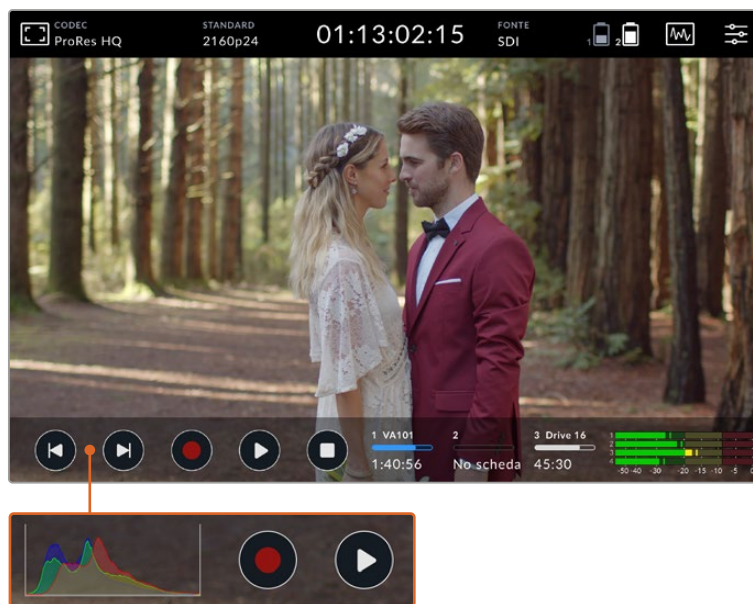 CODEC
ProRes HQ
STANDARD
2160p24
01:13:02:15
FONTE
SDI
1
2
1 VA101
1:40:56
2
No scheda
3 Drive 16
45:30
1
2
3
4
-50 -40 -30 -20 -15 -10 -5 0